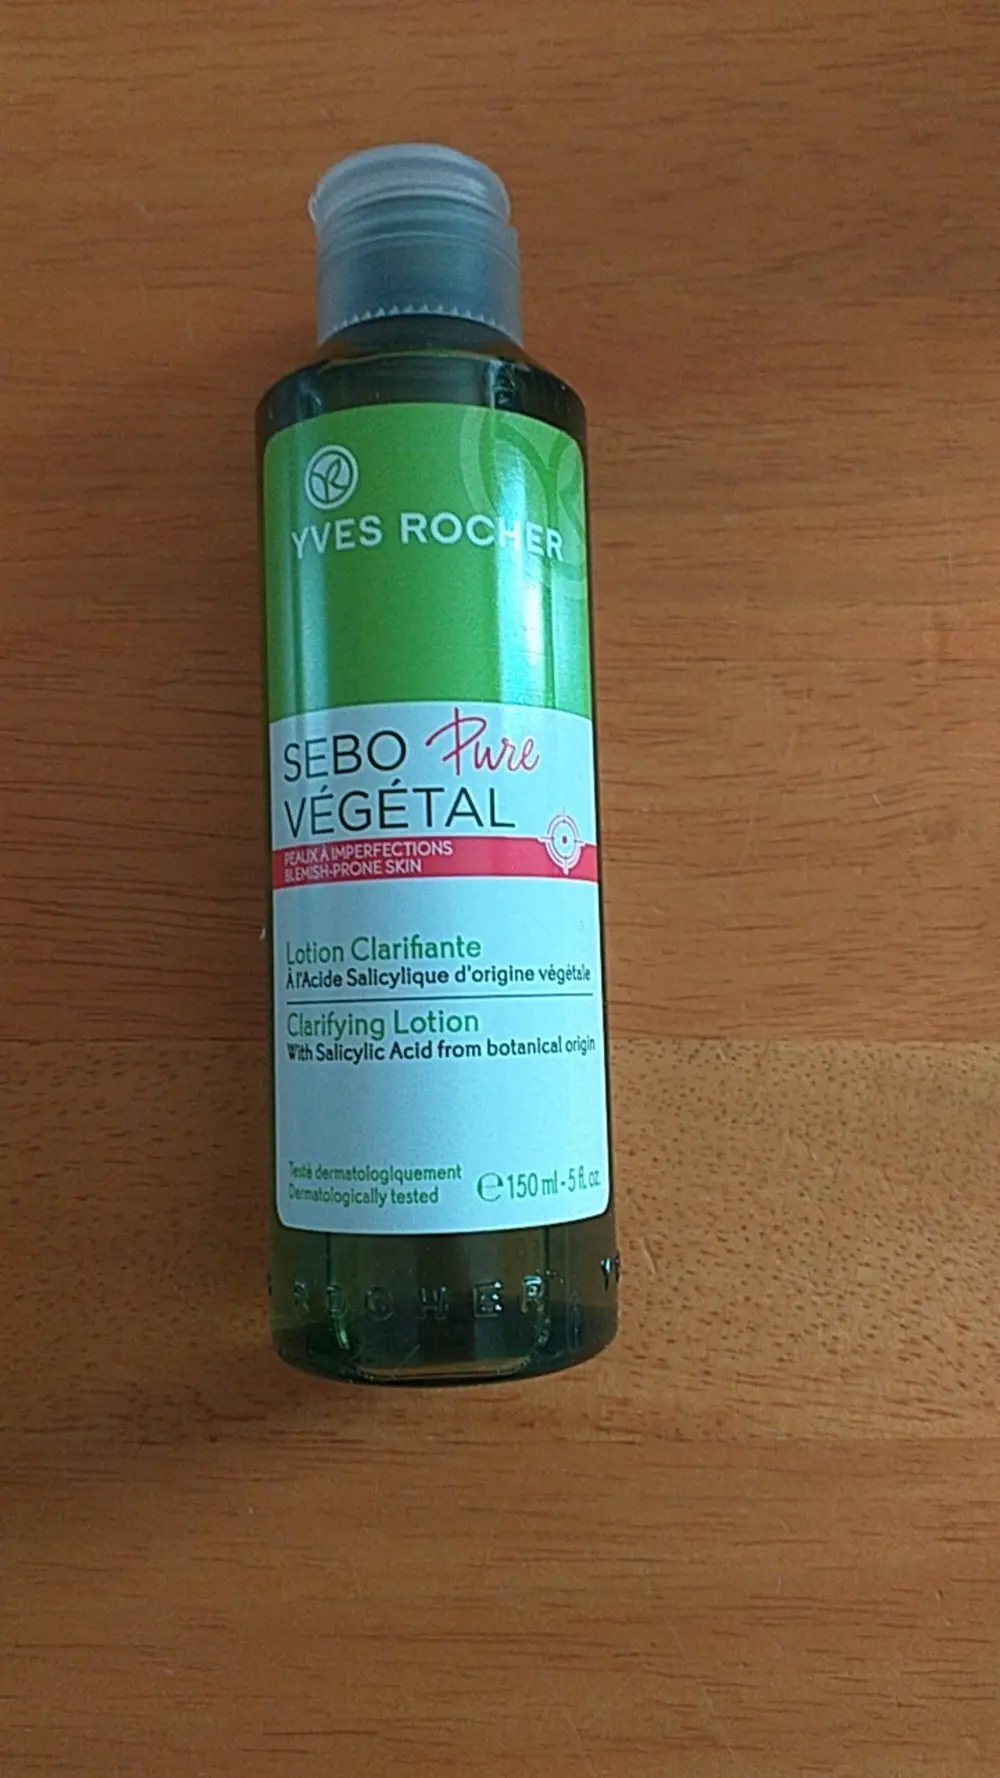 YVES ROCHER
SEBO Pure
VÉGÉTAL
PEAUX À IMPERFECTIONS
BLEMISH-PRONE SKIN
Lotion Clarifiante
À l'Acide Salicylique d'origine végétale
Clarifying Lotion
With Salicylic Acid from botanical origin
Testé dermatologiquement
Dermatologically tested
℮ 150 ml - 5 fl. oz.
ROCHER Y